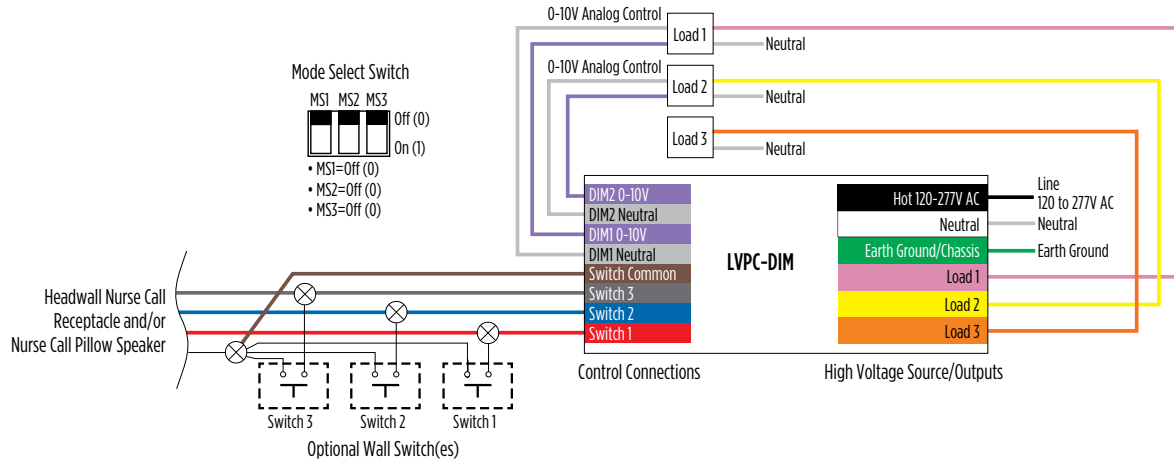 0-10V Analog Control
Load 1
Neutral
0-10V Analog Control
Load 2
Neutral
Load 3
Neutral
Mode Select Switch
MS1 MS2 MS3
Off (0)
On (1)
• MS1=Off (0)
• MS2=Off (0)
• MS3=Off (0)
DIM2 0-10V
DIM2 Neutral
DIM1 0-10V
DIM1 Neutral
Switch Common
Switch 3
Switch 2
Switch 1
LVPC-DIM
Hot 120-277V AC
Neutral
Earth Ground/Chassis
Load 1
Load 2
Load 3
Line
120 to 277V AC
Neutral
Earth Ground
Headwall Nurse Call
Receptacle and/or
Nurse Call Pillow Speaker
Control Connections
High Voltage Source/Outputs
Switch 3
Switch 2
Switch 1
Optional Wall Switch(es)